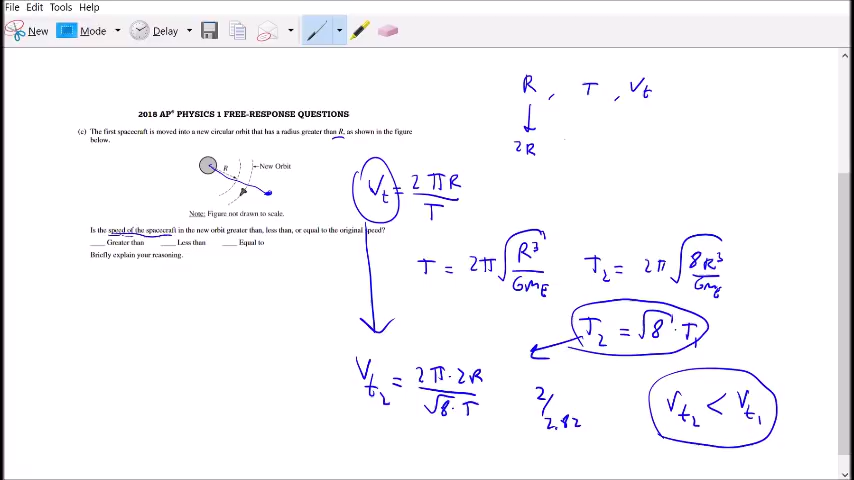 File Edit Tools Help
New Mode Delay
2018 AP® PHYSICS 1 FREE-RESPONSE QUESTIONS
(c) The first spacecraft is moved into a new circular orbit that has a radius greater than R, as shown in the figure
below.
R
New Orbit
Note: Figure not drawn to scale.
Is the speed of the spacecraft in the new orbit greater than, less than, or equal to the original speed?
____ Greater than ____ Less than ____ Equal to
Briefly explain your reasoning.
R , T , Vt
2R
Vt = 2πR / T
T = 2π√(R³/GmE) T2 = 2π√(8R³/GmE)
T2 = √8 · T1
Vt2 = 2π · 2R / √8 · T
2/2.82
Vt2 < Vt1